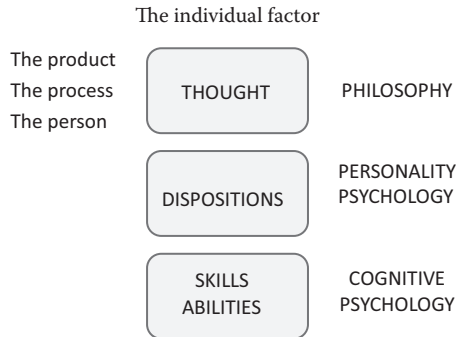 The individual factor
The product
The process
The person
THOUGHT
PHILOSOPHY
DISPOSITIONS
PERSONALITY
PSYCHOLOGY
SKILLS
ABILITIES
COGNITIVE
PSYCHOLOGY